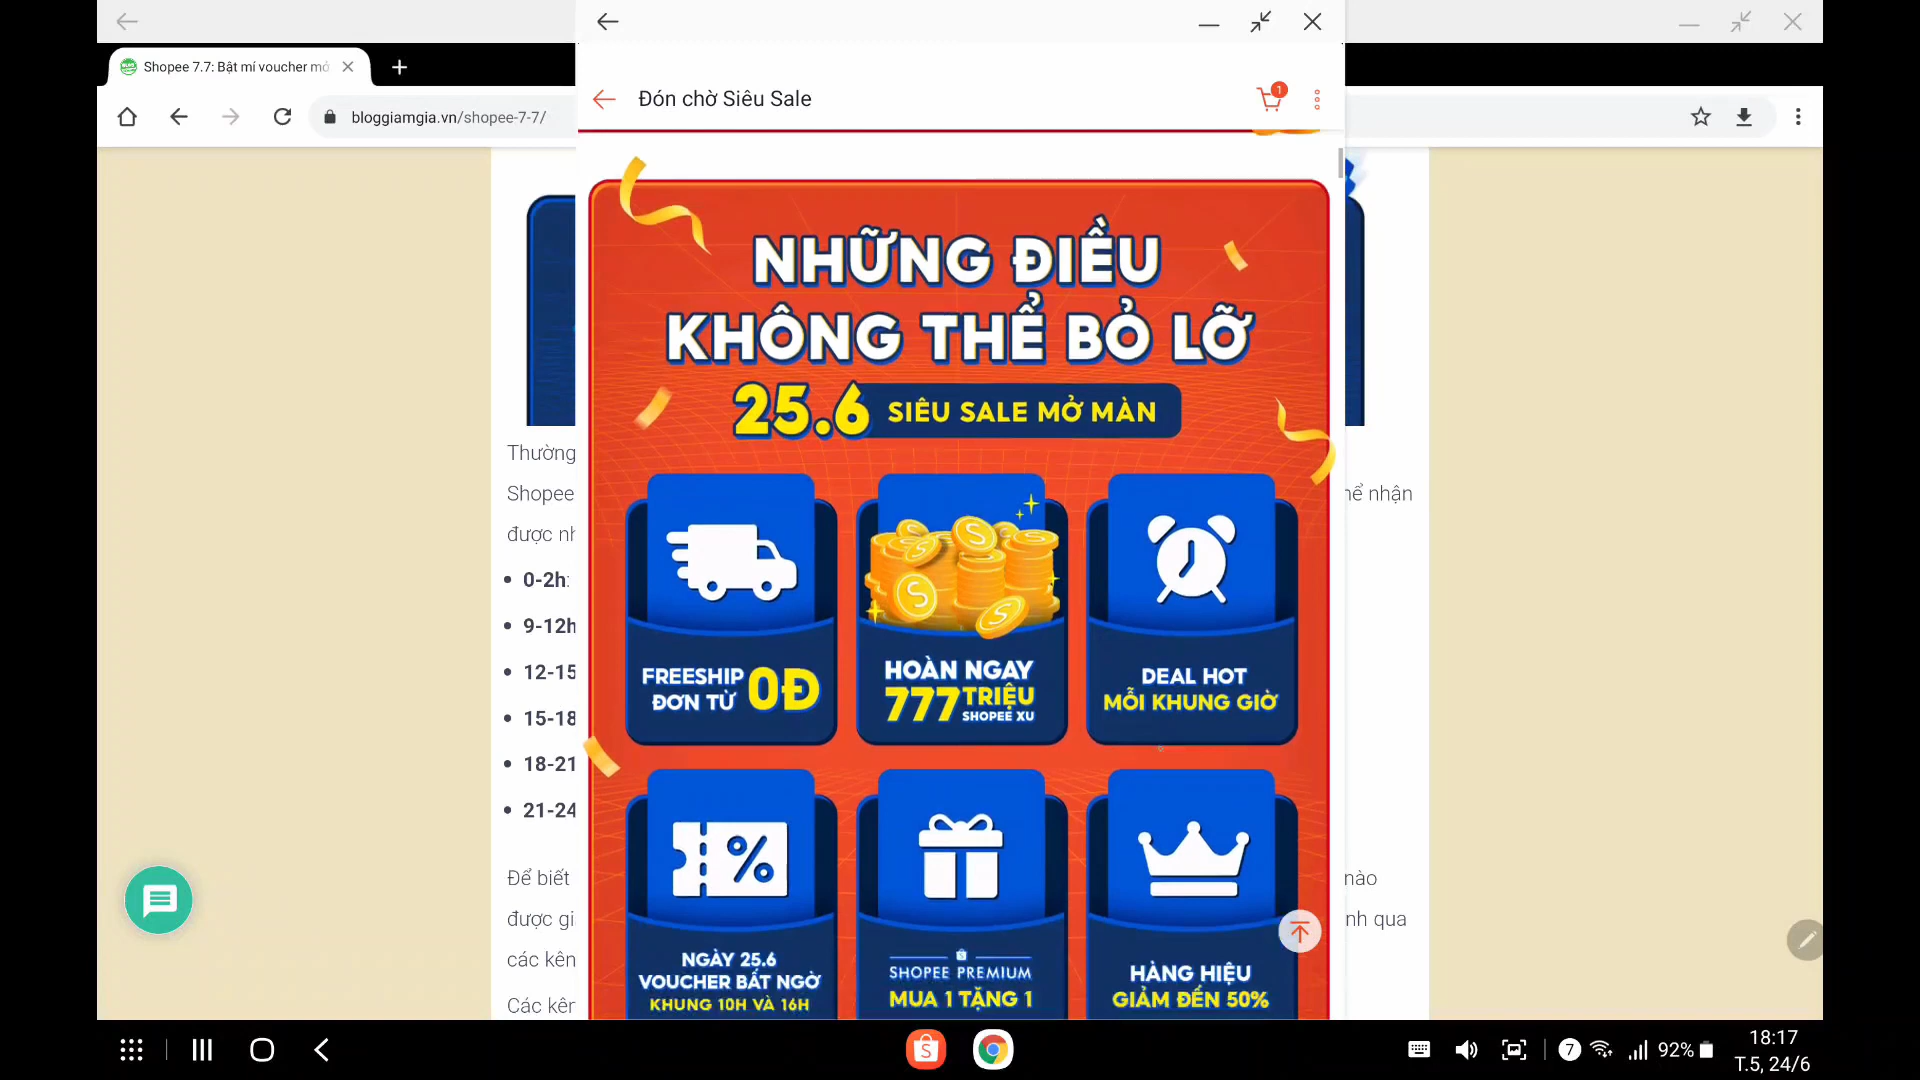 Shopee 7.7: Bật mí voucher mở
bloggiamgia.vn/shopee-7-7/
Đón chờ Siêu Sale
1
NHỮNG ĐIỀU
KHÔNG THỂ BỎ LỠ
25.6 SIÊU SALE MỞ MÀN
FREESHIP
ĐƠN TỪ 0Đ
HOÀN NGAY
777 TRIỆU
SHOPEE XU
DEAL HOT
MỖI KHUNG GIỜ
NGÀY 25.6
VOUCHER BẤT NGỜ
KHUNG 10H VÀ 16H
SHOPEE PREMIUM
MUA 1 TẶNG 1
HÀNG HIỆU
GIẢM ĐẾN 50%
Thường
Shopee
nhận
được
0-2h:
9-12h
12-15
15-18
18-21
21-24
Để biết
nào
được
qua
các kên
Các kên
7
92%
18:17
T.5, 24/6